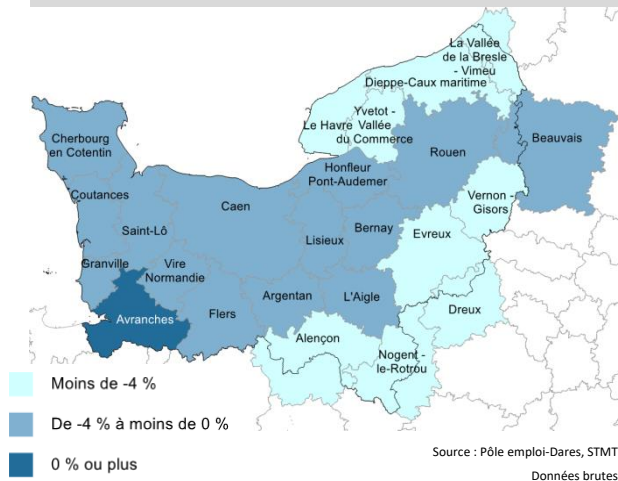 La Vallée
de la Bresle
- Vimeu
Dieppe-Caux maritime
Yvetot -
Vallée
du Commerce
Le Havre
Cherbourg
en Cotentin
Rouen
Beauvais
Honfleur
Pont-Audemer
Coutances
Caen
Vernon -
Gisors
Saint-Lô
Lisieux
Bernay
Evreux
Granville
Vire
Normandie
Avranches
Flers
Argentan
L'Aigle
Dreux
Alençon
Nogent -
le-Rotrou
Moins de -4 %
De -4 % à moins de 0 %
0 % ou plus
Source : Pôle emploi-Dares, STMT
Données brutes